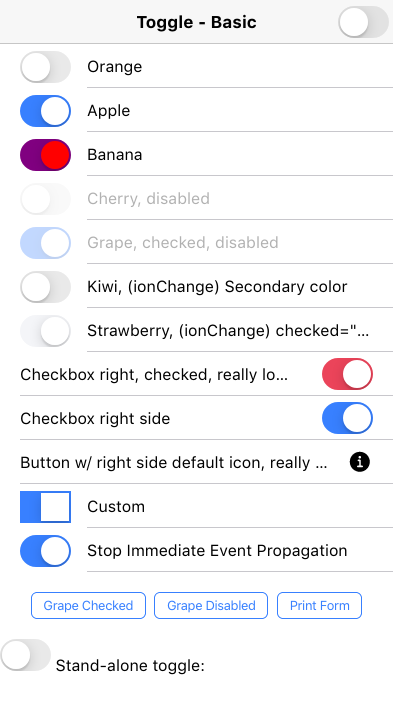 Toggle - Basic
Orange
Apple
Banana
Cherry, disabled
Grape, checked, disabled
Kiwi, (ionChange) Secondary color
Strawberry, (ionChange) checked="...
Checkbox right, checked, really lo...
Checkbox right side
Button w/ right side default icon, really ...
Custom
Stop Immediate Event Propagation
Grape Checked Grape Disabled Print Form
Stand-alone toggle: